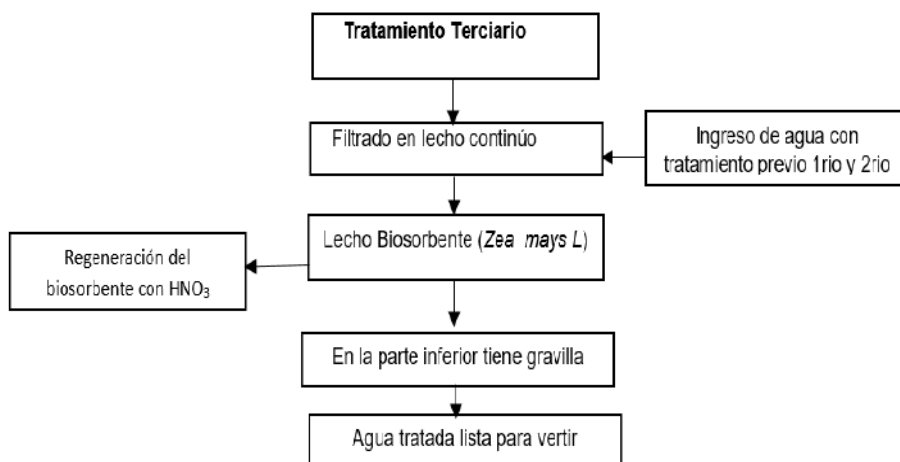 Tratamiento Terciario
Filtrado en lecho continúo
Ingreso de agua con
tratamiento previo 1rio y 2rio
Lecho Biosorbente (Zea mays L)
Regeneración del
biosorbente con HNO₃
En la parte inferior tiene gravilla
Agua tratada lista para vertir